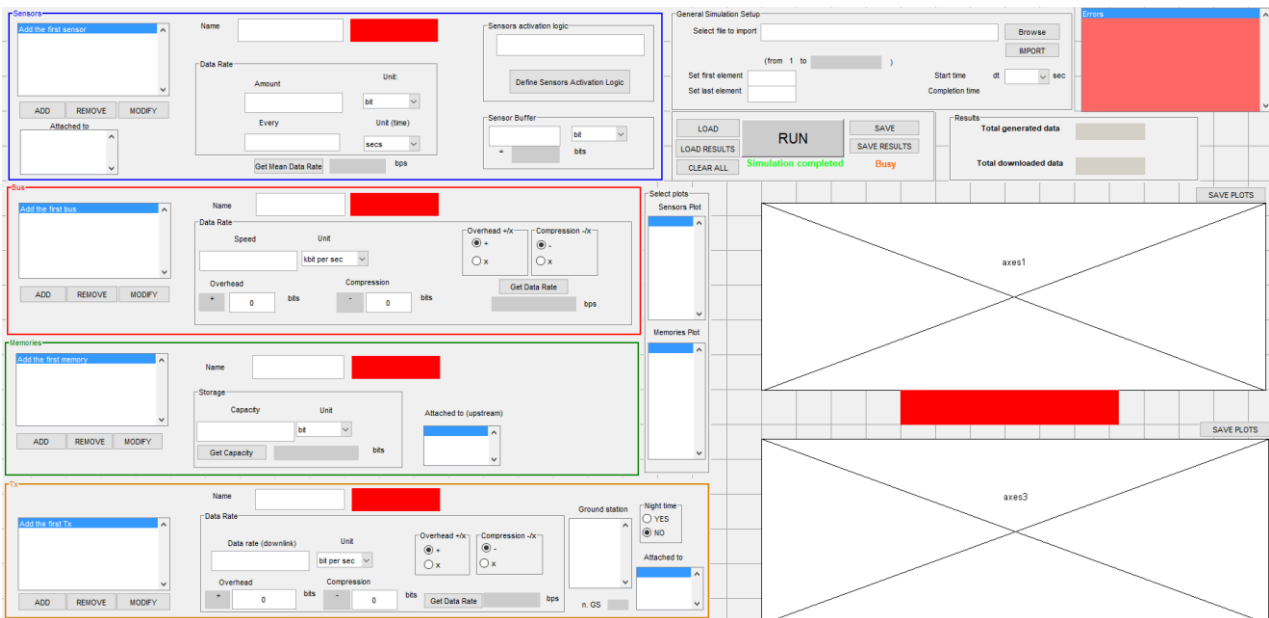 Sensors
Add the first sensor
ADD REMOVE MODIFY
Attached to
Name
Data Rate
Amount
Unit:
bit
Every
Unit (time)
secs
Get Mean Data Rate
bps
Sensors activation logic
Define Sensors Activation Logic
Sensor Buffer
bit
=
bits
General Simulation Setup
Select file to import
Browse
IMPORT
(from 1 to )
Set first element
Set last element
Start time dt sec
Completion time
Errors
LOAD
LOAD RESULTS
CLEAR ALL
RUN
Simulation completed
SAVE
SAVE RESULTS
Busy
Results
Total generated data
Total downloaded data
Bus
Add the first bus
ADD REMOVE MODIFY
Name
Data Rate
Speed
Unit
kbit per sec
Overhead
+ 0 bits
Compression
- 0 bits
Overhead +/x
+
x
Compression -/x
-
x
Get Data Rate
bps
Select plots
Sensors Plot
Memories Plot
SAVE PLOTS
axes1
Memories
Add the first memory
ADD REMOVE MODIFY
Name
Storage
Capacity
Unit
bit
Get Capacity
bits
Attached to (upstream)
SAVE PLOTS
axes3
Tx
Add the first Tx
ADD REMOVE MODIFY
Name
Data Rate
Data rate (downlink)
Unit
bit per sec
Overhead
+ 0 bits
Compression
- 0 bits
Overhead +/x
+
x
Compression -/x
-
x
Get Data Rate
bps
Ground station
n. GS
Night time
YES
NO
Attached to